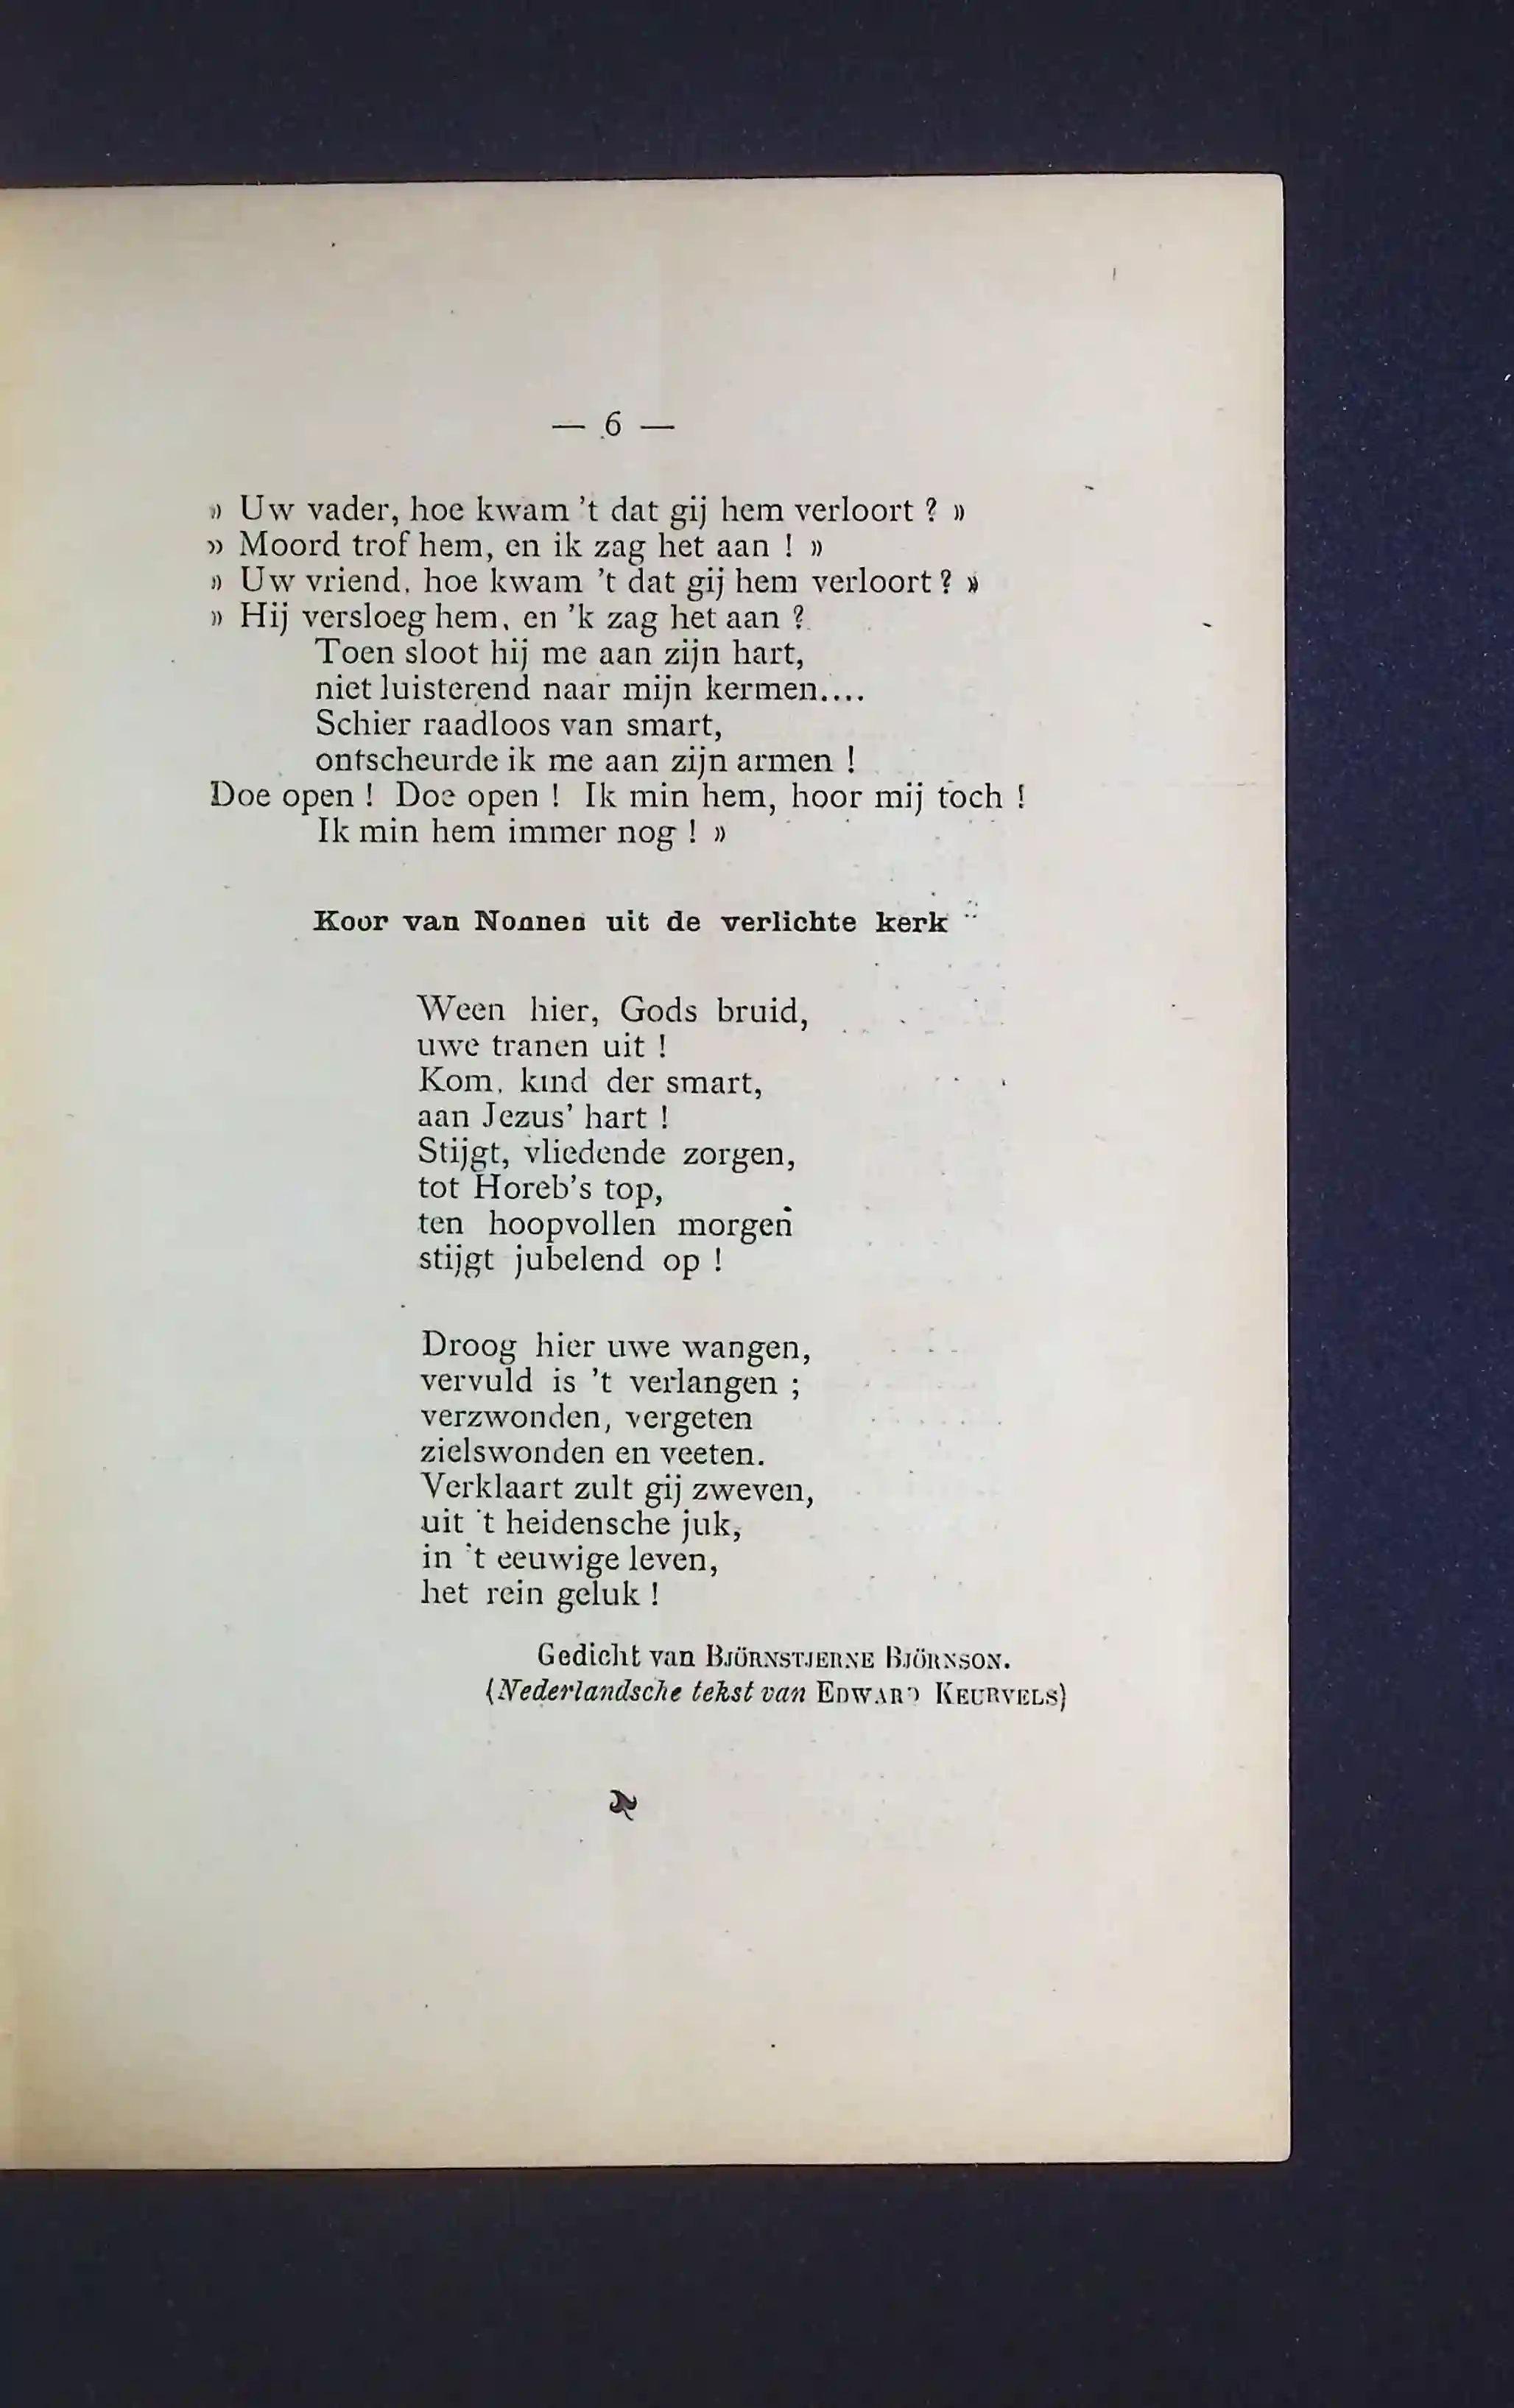 — 6 —
» Uw vader, hoe kwam 't dat gij hem verloort ? »
» Moord trof hem, en ik zag het aan ! »
» Uw vriend, hoe kwam 't dat gij hem verloort ? »
» Hij versloeg hem, en 'k zag het aan ?
Toen sloot hij me aan zijn hart,
niet luisterend naar mijn kermen....
Schier raadloos van smart,
ontscheurde ik me aan zijn armen !
Doe open ! Doe open ! Ik min hem, hoor mij toch !
Ik min hem immer nog ! »
Koor van Nonnen uit de verlichte kerk
Ween hier, Gods bruid,
uwe tranen uit !
Kom, kind der smart,
aan Jezus' hart !
Stijgt, vliedende zorgen,
tot Horeb's top,
ten hoopvollen morgen
stijgt jubelend op !
Droog hier uwe wangen,
vervuld is 't verlangen ;
verzwonden, vergeten
zielswonden en veeten.
Verklaart zult gij zweven,
uit 't heidensche juk,
in 't eeuwige leven,
het rein geluk !
Gedicht van BJÖRNSTJERNE BJÖRNSON.
(Nederlandsche tekst van EDWARD KEURVELS)